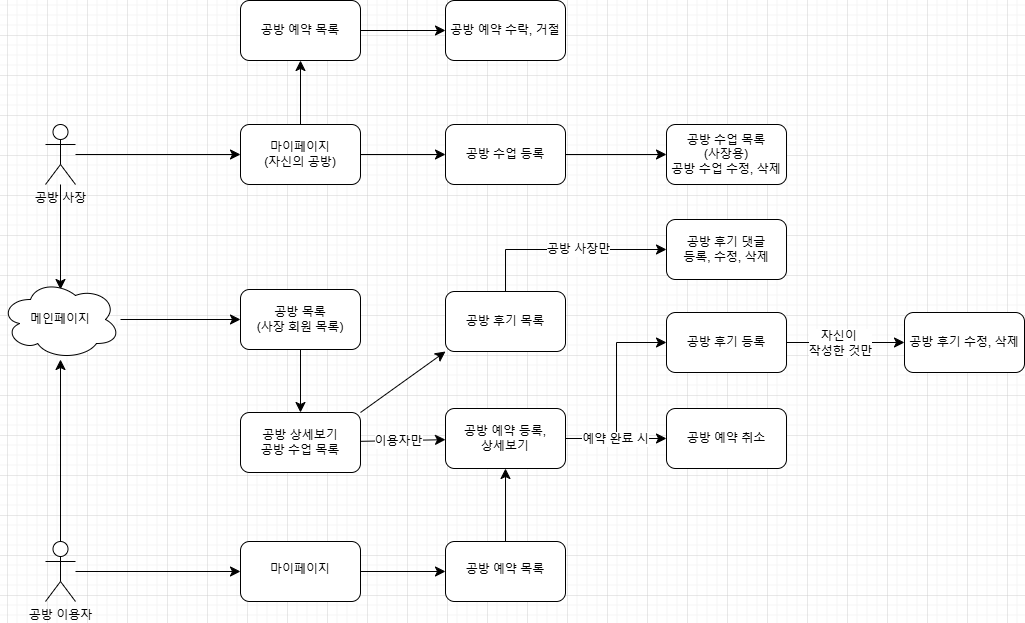 공방 예약 목록
공방 예약 수락, 거절
마이페이지
(자신의 공방)
공방 수업 등록
공방 수업 목록
(사장용)
공방 수업 수정, 삭제
공방 사장
공방 후기 댓글
등록, 수정, 삭제
공방 사장만
메인페이지
공방 목록
(사장 회원 목록)
공방 후기 목록
공방 후기 등록
자신이
작성한 것만
공방 후기 수정, 삭제
공방 상세보기
공방 수업 목록
이용자만
공방 예약 등록,
상세보기
예약 완료 시
공방 예약 취소
마이페이지
공방 예약 목록
공방 이용자